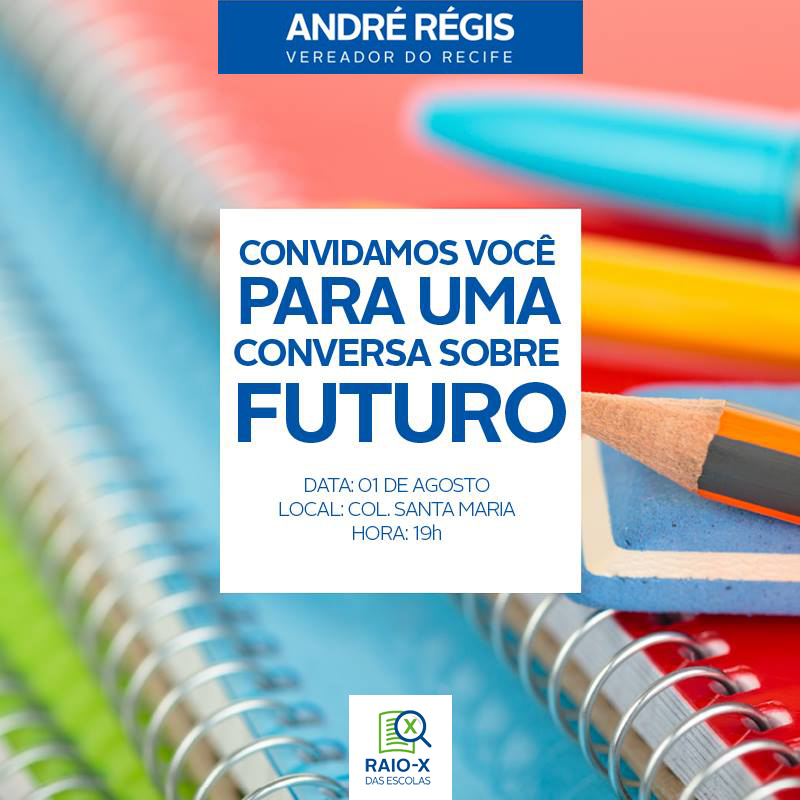 ANDRÉ RÉGIS
VEREADOR DO RECIFE
CONVIDAMOS VOCÊ
PARA UMA
CONVERSA SOBRE
FUTURO
DATA: 01 DE AGOSTO
LOCAL: COL. SANTA MARIA
HORA: 19h
X
RAIO-X
DAS ESCOLAS